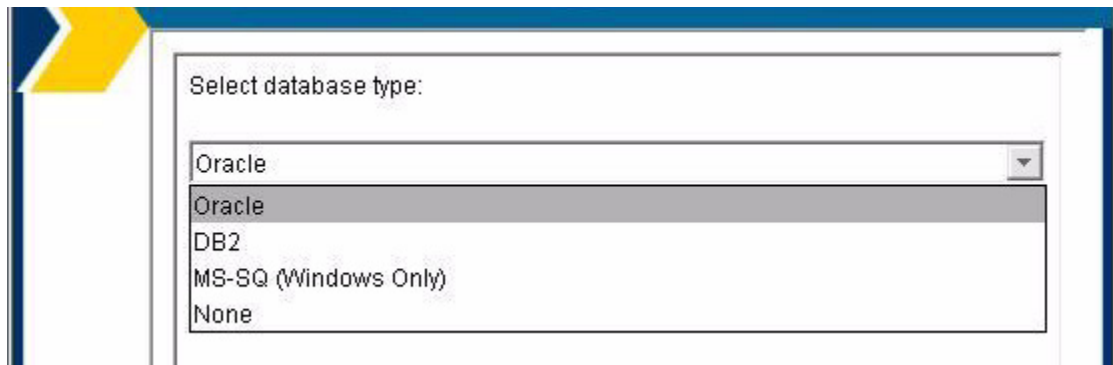 Select database type:
Oracle
Oracle
DB2
MS-SQ (Windows Only)
None